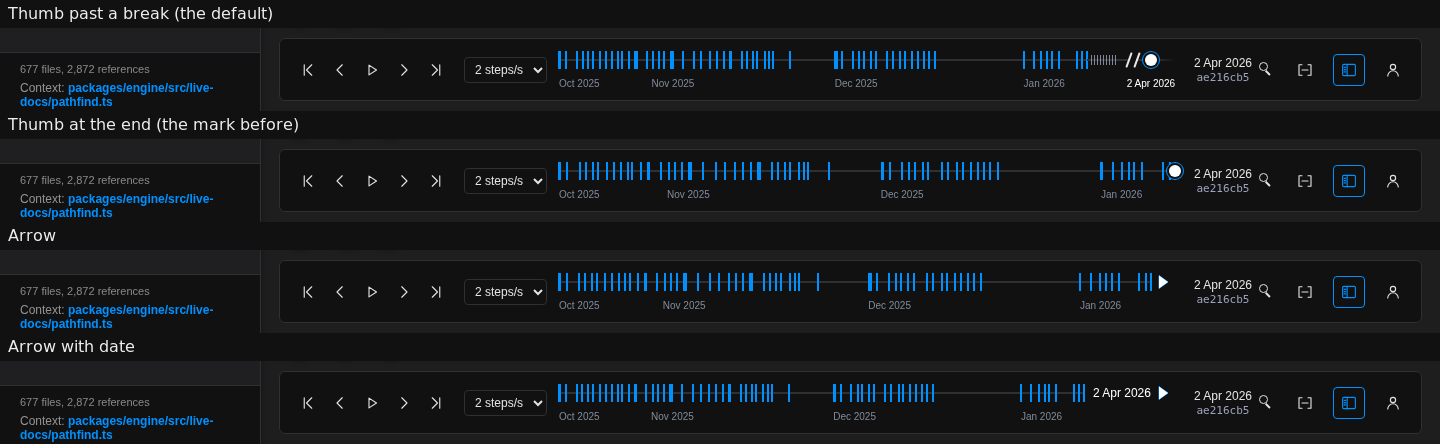 Thumb past a break (the default)
677 files, 2,872 references
Context: packages/engine/src/live-
docs/pathfind.ts
2 steps/s
Oct 2025 Nov 2025 Dec 2025 Jan 2026 2 Apr 2026
2 Apr 2026
ae216cb5
Thumb at the end (the mark before)
677 files, 2,872 references
Context: packages/engine/src/live-
docs/pathfind.ts
2 steps/s
Oct 2025 Nov 2025 Dec 2025 Jan 2026
2 Apr 2026
ae216cb5
Arrow
677 files, 2,872 references
Context: packages/engine/src/live-
docs/pathfind.ts
2 steps/s
Oct 2025 Nov 2025 Dec 2025 Jan 2026
2 Apr 2026
ae216cb5
Arrow with date
677 files, 2,872 references
Context: packages/engine/src/live-
docs/pathfind.ts
2 steps/s
2 Apr 2026
Oct 2025 Nov 2025 Dec 2025 Jan 2026
2 Apr 2026
ae216cb5